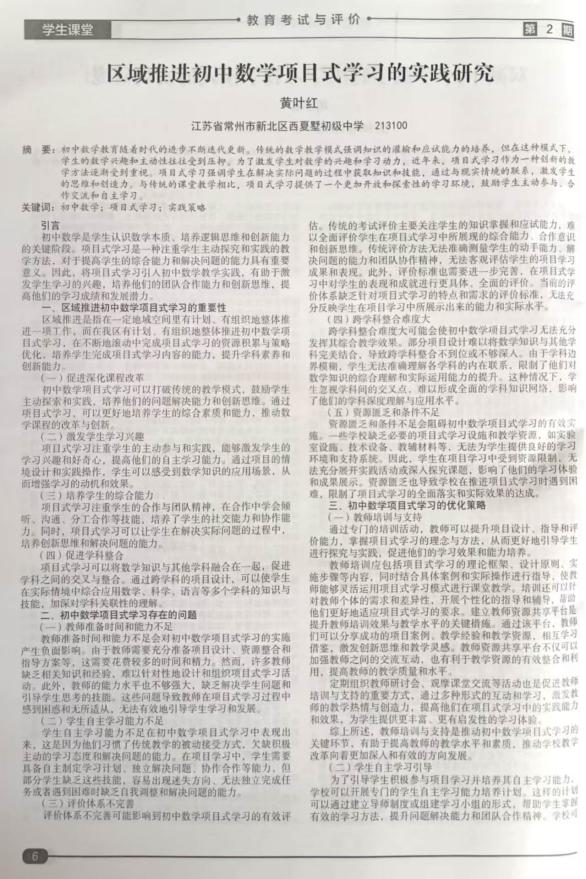 学生课堂
教育考试与评价
第 2 期
区域推进初中数学项目式学习的实践研究
黄叶红
江苏省常州市新北区西夏墅初级中学 213100
摘 要：初中数学教育随着时代的进步不断迭代更新。传统的数学教学模式强调知识的灌输和应试能力的培养，但在这种模式下，
学生的数学兴趣和主动性往往受到压抑。为了激发学生对数学的兴趣和学习动力，近年来，项目式学习作为一种创新的教
学方法逐渐受到重视。项目式学习强调学生在解决实际问题的过程中获取知识和技能，通过与现实情境的联系，激发学生
的思维和创造力。与传统的课堂教学相比，项目式学习提供了一个更加开放和探索性的学习环境，鼓励学生主动参与、合
作交流和自主学习。
关键词：初中数学；项目式学习；实践策略
引言
初中数学是学生认识数学本质、培养逻辑思维和创新能力
的关键阶段。项目式学习是一种注重学生主动探究和实践的教
学方法，对于提高学生的综合能力和解决问题的能力具有重要
意义。因此，将项目式学习引入初中数学教学实践，有助于激
发学生学习的兴趣，培养他们的团队合作能力和创新思维，提
高他们的学习成绩和发展潜力。
一、区域推进初中数学项目式学习的重要性
区域推进是指在一定地域空间里有计划、有组织地整体推
进一项工作。而在我区有计划、有组织地整体推进初中数学项
目式学习，在不断地滚动中完成项目式学习的资源积累与策略
优化，培养学生完成项目式学习内容的能力，提升学科素养和
创新能力。
（一）促进深化课程改革
初中数学项目式学习可以打破传统的教学模式，鼓励学生
主动探索和实践，培养他们的问题解决能力和创新思维。通过
项目式学习，可以更好地培养学生的综合素质和能力，推动数
学课程的改革与创新。
（二）激发学生学习兴趣
项目式学习注重学生的主动参与和实践，能够激发学生的
学习兴趣和好奇心，提高他们的自主学习能力。通过项目的情
境设计和实践操作，学生可以感受到数学知识的应用场景，从
而增强学习的动机和效果。
（三）培养学生的综合能力
项目式学习注重学生的合作与团队精神，在合作中学会倾
听、沟通、分工合作等技能，培养了学生的社交能力和协作能
力。同时，项目式学习可以让学生在解决实际问题的过程中，
培养创新思维和解决问题的能力。
（四）促进学科整合
项目式学习可以将数学知识与其他学科融合在一起，促进
学科之间的交叉与整合。通过跨学科的项目设计，可以使学生
在实际情境中综合应用数学、科学、语言等多个学科的知识与
技能，加深对学科关联性的理解。
二、初中数学项目式学习存在的问题
（一）教师准备时间和能力不足
教师准备时间和能力不足会对初中数学项目式学习的实施
产生负面影响。由于教师需要充分准备项目设计、资源整合和
指导方案等，这需要花费较多的时间和精力。然而，许多教师
缺乏相关知识和经验，难以针对性地设计和组织项目式学习活
动。此外，教师的能力水平也不够强大，缺乏解决学生问题和
引导学生思考的技能。这些问题导致教师在项目式学习过程中
感到困惑和无所适从，无法有效地引导学生学习和发展。
（二）学生自主学习能力不足
学生自主学习能力不足在初中数学项目式学习中表现出
来，这是因为他们习惯了传统教学的被动接受方式，欠缺积极
主动的学习态度和解决问题的能力。在项目学习中，学生需要
具备自主制定学习计划、独立解决问题、协作合作等能力，但
部分学生缺乏这些技能，容易出现迷失方向、无法独立完成任
务或者遇到困难时缺乏自我调整和解决问题的能力。
（三）评价体系不完善
评价体系不完善可能影响到初中数学项目式学习的有效评
估。传统的考试评价主要关注学生的知识掌握和应试能力，难
以全面评价学生在项目式学习中所展现的综合能力、合作意识
和创新思维。传统评价方法无法准确测量学生的动手能力、解
决问题的能力和团队协作精神，无法客观评估学生的项目学习
成果和表现。此外，评价标准也需要进一步完善，在项目式学
习中对学生的表现和成就进行更具体、全面的评价。当前的评
价体系缺乏针对项目式学习的特点和需求的评价标准，无法充
分反映学生在项目学习中所展示出来的能力和实际水平。
（四）跨学科整合难度大
跨学科整合难度大可能会使初中数学项目式学习无法充分
发挥其综合教学效果。部分项目设计难以将数学知识与其他学
科完美结合，导致跨学科整合不到位或不够深入。由于学科边
界模糊，学生无法准确理解各学科的内在联系，限制了他们对
数学知识的综合理解和实际运用能力的提升。这种情况下，学
生忽视学科间的交叉点，难以形成全面的学科知识网络，影响
了他们的学科深度理解与应用水平。
（五）资源匮乏和条件不足
资源匮乏和条件不足会阻碍初中数学项目式学习的有效实
施。一些学校缺乏必要的项目式学习设施和教学资源，如实验
室设施、技术设备、教辅材料等，无法为学生提供良好的学习
环境和支持系统。因此，学生在项目学习中受到资源限制，无
法充分展开实践活动或深入探究课题，影响了他们的学习体验
和成果展示。资源匮乏也导致学校在推进项目式学习时遇到困
难，限制了项目式学习的全面落实和实际效果的达成。
三、初中数学项目式学习的优化策略
（一）教师培训与支持
通过专门的培训活动，教师可以提升项目设计、指导和评
价能力，掌握项目式学习的理念与方法，从而更好地引导学生
进行探究与实践，促进他们的学习效果和能力培养。
教师培训应包括项目式学习的理论框架、设计原则、实
施步骤等内容，同时结合具体案例和实际操作进行指导，使教
师能够灵活运用项目式学习模式进行课堂教学。培训还可以针
对教师个体的需求和差异性，开展个性化的指导和辅导，帮助
他们更好地适应项目式学习的要求。建立教师资源共享平台是
提升教师培训效果与教学水平的关键措施。通过该平台，教师
们可以分享成功的项目案例、教学经验和教学资源，相互学习
借鉴，激发创新思维和教学灵感。教师资源共享平台不仅可以
加强教师之间的交流互动，也有利于教学资源的有效整合和利
用，提高教师的教学质量和水平。
定期组织教师研讨会、观摩课堂交流等活动也是促进教师
培训与支持的重要方式，通过多种形式的互动和学习，激发教
师的教学热情与创造力，提高他们在项目式学习中的实践能力
和效果，为学生提供更丰富、更有启发性的学习体验。
综上所述，教师培训与支持是推动初中数学项目式学习的
关键环节，有助于提高教师的教学水平和素质，推动学校教学
改革向着更加深入和有效的方向发展。
（二）学生自主学习引导
为了引导学生积极参与项目学习并培养其自主学习能力，
学校可以开展专门的学生自主学习能力培养计划。这样的计划
可以通过建立导师制度或组建学习小组的形式，帮助学生掌握
有效的学习方法，提升问题解决能力和团队合作精神。学校可
6